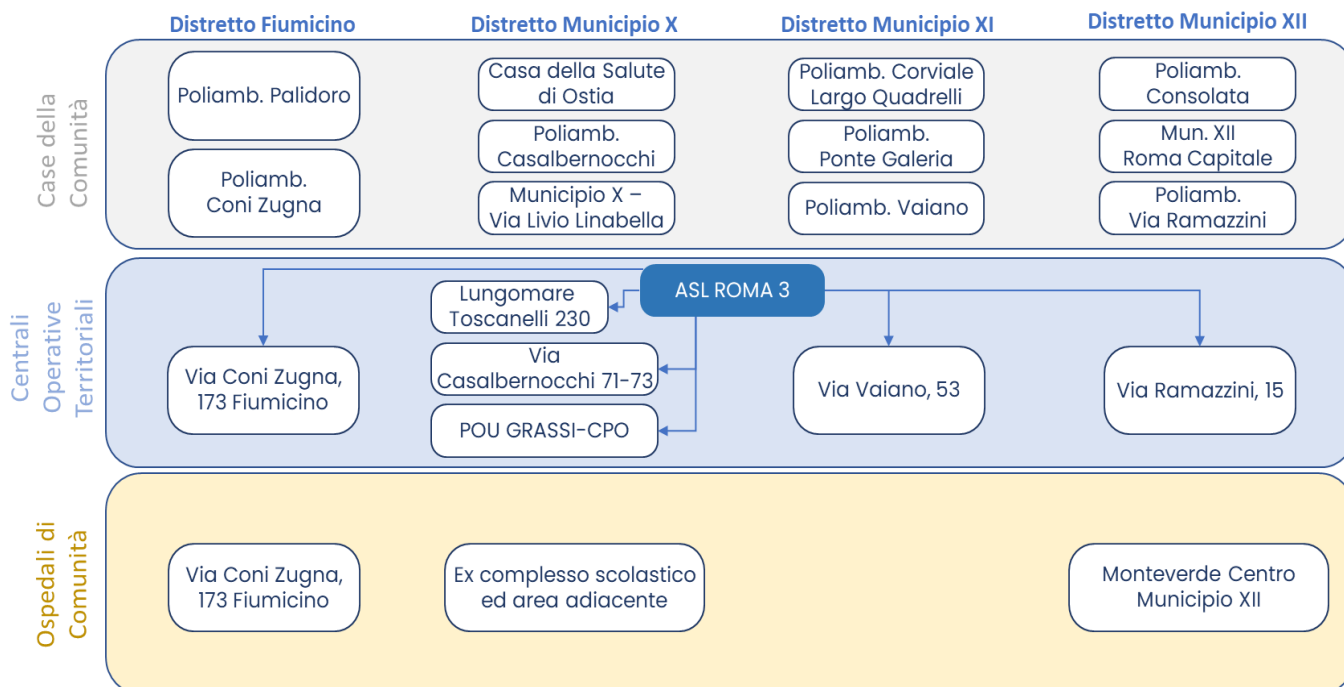 Distretto Fiumicino
Distretto Municipio X
Distretto Municipio XI
Distretto Municipio XII
Case della
Comunità
Poliamb. Palidoro
Poliamb.
Coni Zugna
Casa della Salute
di Ostia
Poliamb.
Casalbernocchi
Municipio X –
Via Livio Linabella
Poliamb. Corviale
Largo Quadrelli
Poliamb.
Ponte Galeria
Poliamb. Vaiano
Poliamb.
Consolata
Mun. XII
Roma Capitale
Poliamb.
Via Ramazzini
Centrali
Operative
Territoriali
ASL ROMA 3
Via Coni Zugna,
173 Fiumicino
Lungomare
Toscanelli 230
Via
Casalbernocchi 71-73
POU GRASSI-CPO
Via Vaiano, 53
Via Ramazzini, 15
Ospedali di
Comunità
Via Coni Zugna,
173 Fiumicino
Ex complesso scolastico
ed area adiacente
Monteverde Centro
Municipio XII